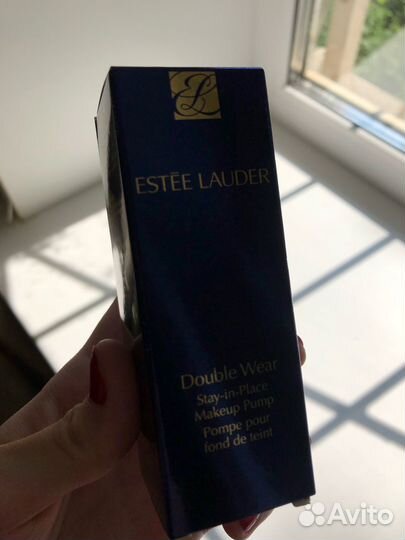 EL
ESTĒE LAUDER
Double Wear
Stay-in-Place
Makeup Pump
Pompe pour
fond de teint
Avito